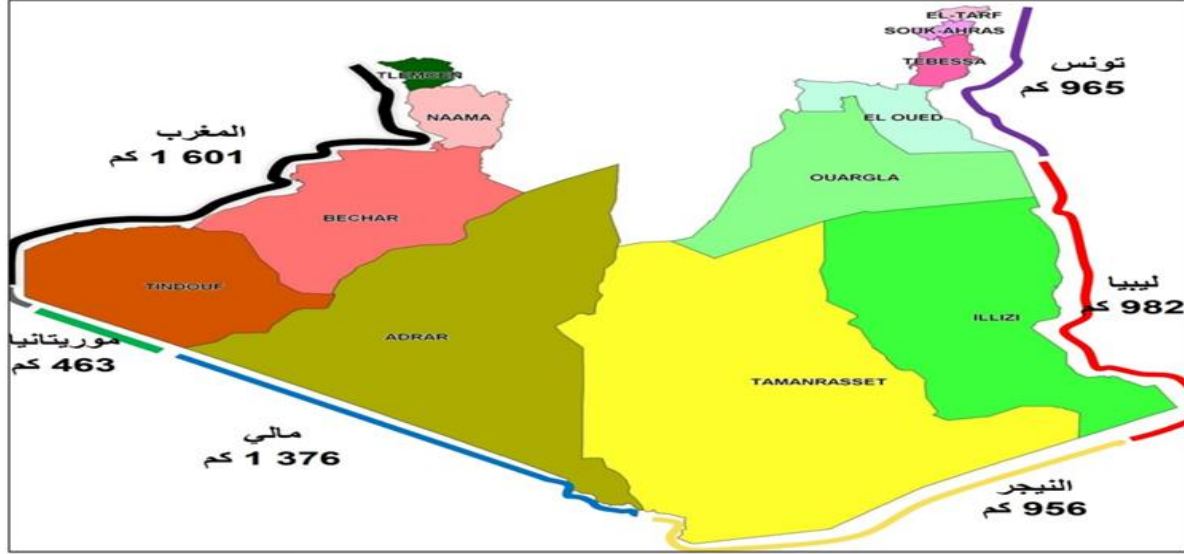 EL-TARF
SOUK-AHRAS
TEBESSA
تونس
965 كم
TLEMCEN
NAAMA
EL OUED
المغرب
1 601 كم
OUARGLA
BECHAR
TINDOUF
ليبيا
982 كم
ILLIZI
ADRAR
موريتانيا
463 كم
TAMANRASSET
مالي
1 376 كم
النيجر
956 كم